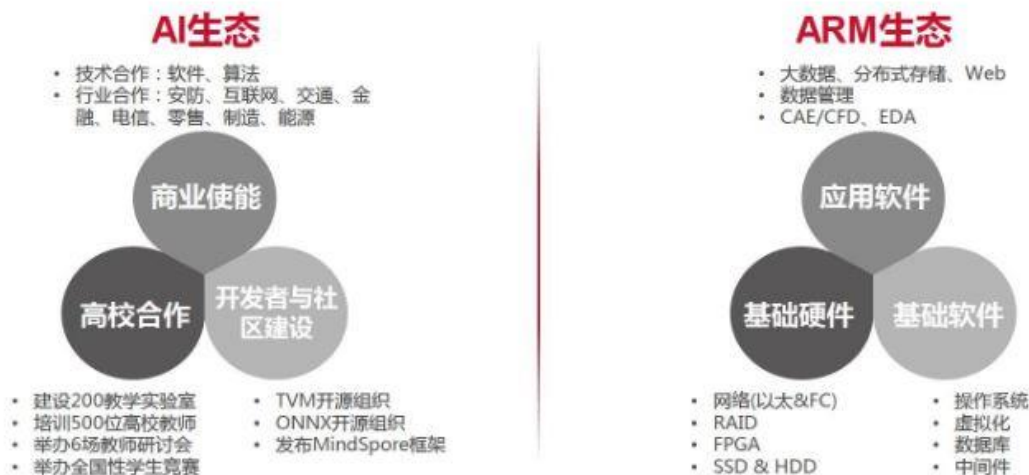 AI生态
• 技术合作：软件、算法
• 行业合作：安防、互联网、交通、金
融、电信、零售、制造、能源
商业使能
高校合作
开发者与社
区建设
• 建设200教学实验室
• 培训500位高校教师
• 举办6场教师研讨会
• 举办全国性学生竞赛
• TVM开源组织
• ONNX开源组织
• 发布MindSpore框架
ARM生态
• 大数据、分布式存储、Web
• 数据管理
• CAE/CFD、EDA
应用软件
基础硬件
基础软件
• 网络(以太&FC)
• RAID
• FPGA
• SSD & HDD
• 操作系统
• 虚拟化
• 数据库
• 中间件